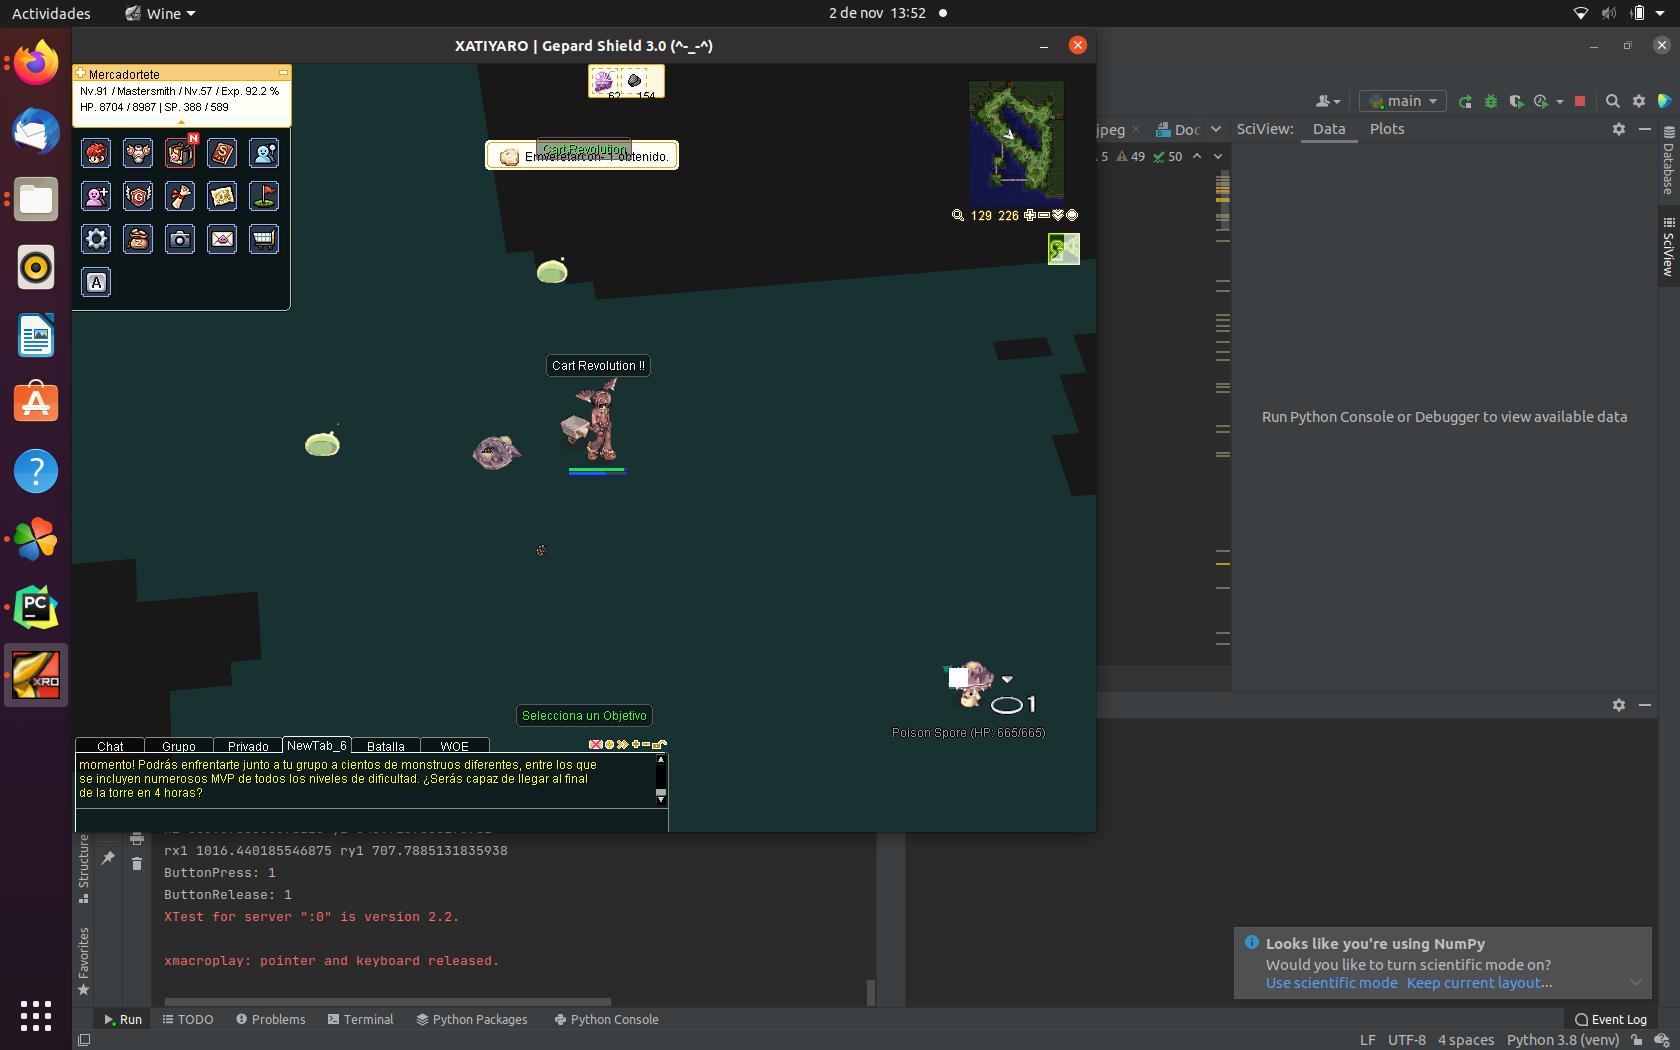 Actividades
Wine
2 de nov 13:52
XATIYARO | Gepard Shield 3.0 (^-_-^)
Mercadortete
Nv.91 / Mastersmith / Nv.57 / Exp. 92.2 %
HP. 8704 / 8987 | SP. 388 / 589
N
A
62 154
Cart Revolution
obtenido.
129 226
Cart Revolution !!
1
Poison Spore (HP: 665/665)
Selecciona un Objetivo
Chat Grupo Privado NewTab_6 Batalla WOE
momento! Podrás enfrentarte junto a tu grupo a cientos de monstruos diferentes, entre los que
se incluyen numerosos MVP de todos los niveles de dificultad. ¿Serás capaz de llegar al final
de la torre en 4 horas?
PC
XRO
main
jpeg Doc
5 49 50
SciView: Data Plots
Database
SciView
Run Python Console or Debugger to view available data
Structure
Favorites
rx1 1016.440185546875 ry1 707.7885131835938
ButtonPress: 1
ButtonRelease: 1
XTest for server ":0" is version 2.2.
xmacroplay: pointer and keyboard released.
Looks like you're using NumPy
Would you like to turn scientific mode on?
Use scientific mode Keep current layout...
Run TODO Problems Terminal Python Packages Python Console
Event Log
LF UTF-8 4 spaces Python 3.8 (venv)